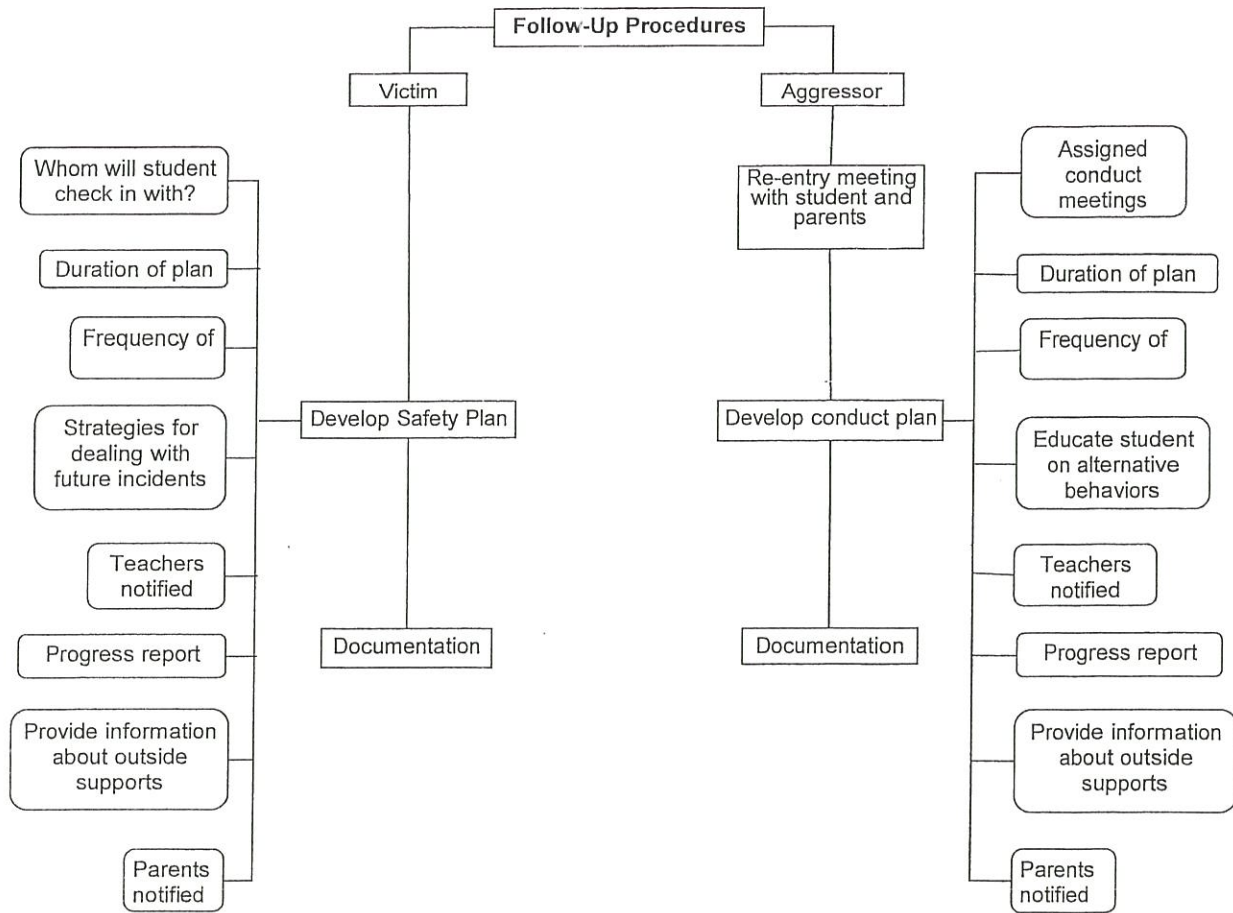 Follow-Up Procedures
Victim
Aggressor
Whom will student
check in with?
Duration of plan
Frequency of
Strategies for
dealing with
future incidents
Teachers
notified
Progress report
Provide information
about outside
supports
Parents
notified
Develop Safety Plan
Documentation
Re-entry meeting
with student and
parents
Develop conduct plan
Documentation
Assigned
conduct
meetings
Duration of plan
Frequency of
Educate student
on alternative
behaviors
Teachers
notified
Progress report
Provide information
about outside
supports
Parents
notified